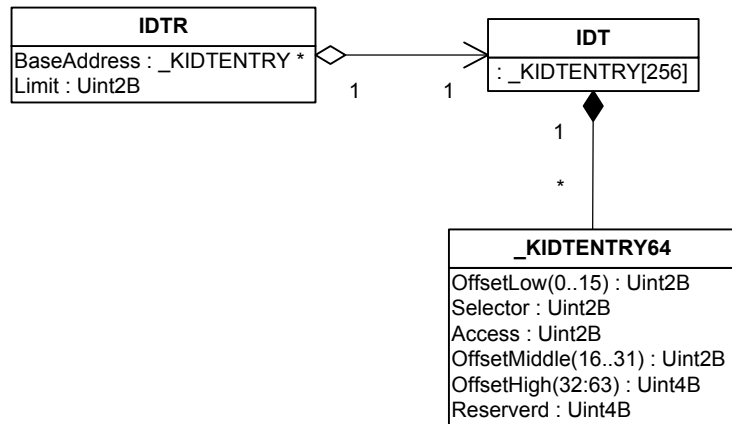 IDTR
BaseAddress : _KIDTENTRY *
Limit : Uint2B
1
1
IDT
: _KIDTENTRY[256]
1
*
_KIDTENTRY64
OffsetLow(0..15) : Uint2B
Selector : Uint2B
Access : Uint2B
OffsetMiddle(16..31) : Uint2B
OffsetHigh(32:63) : Uint4B
Reserverd : Uint4B